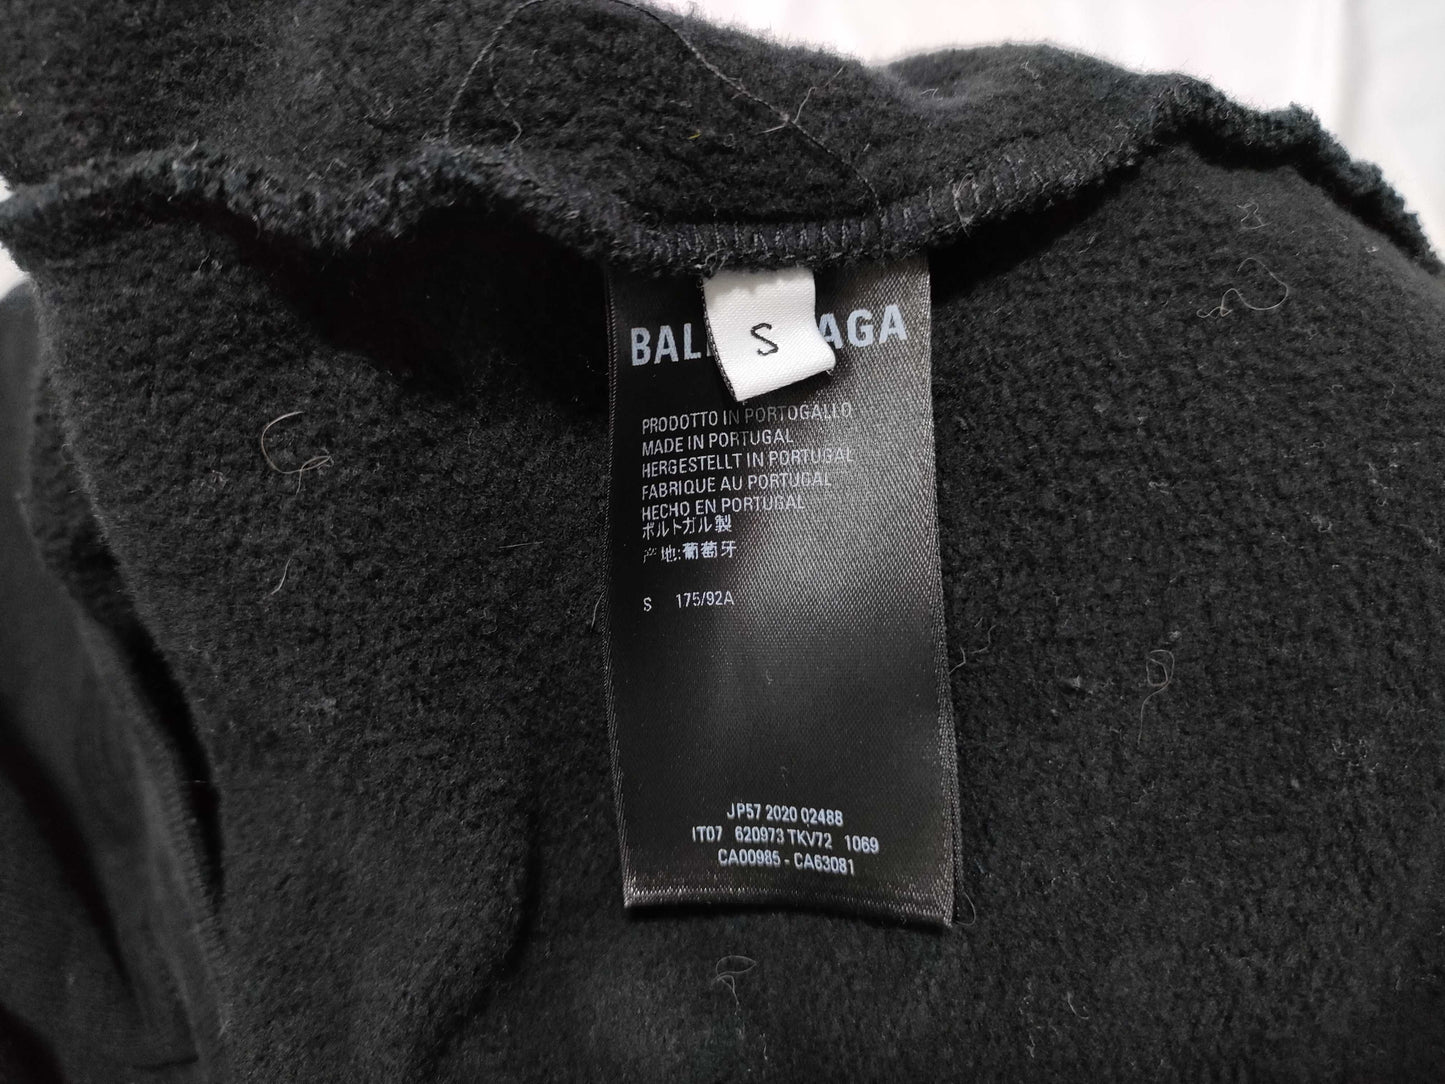 S
BAL AGA
PRODOTTO IN PORTOGALLO
MADE IN PORTUGAL
HERGESTELLT IN PORTUGAL
FABRIQUE AU PORTUGAL
HECHO EN PORTUGAL
ポルトガル製
产地:葡萄牙
S 175/92A
JP57 2020 02488
IT07 620973 TKV72 1069
CA00985 - CA63081